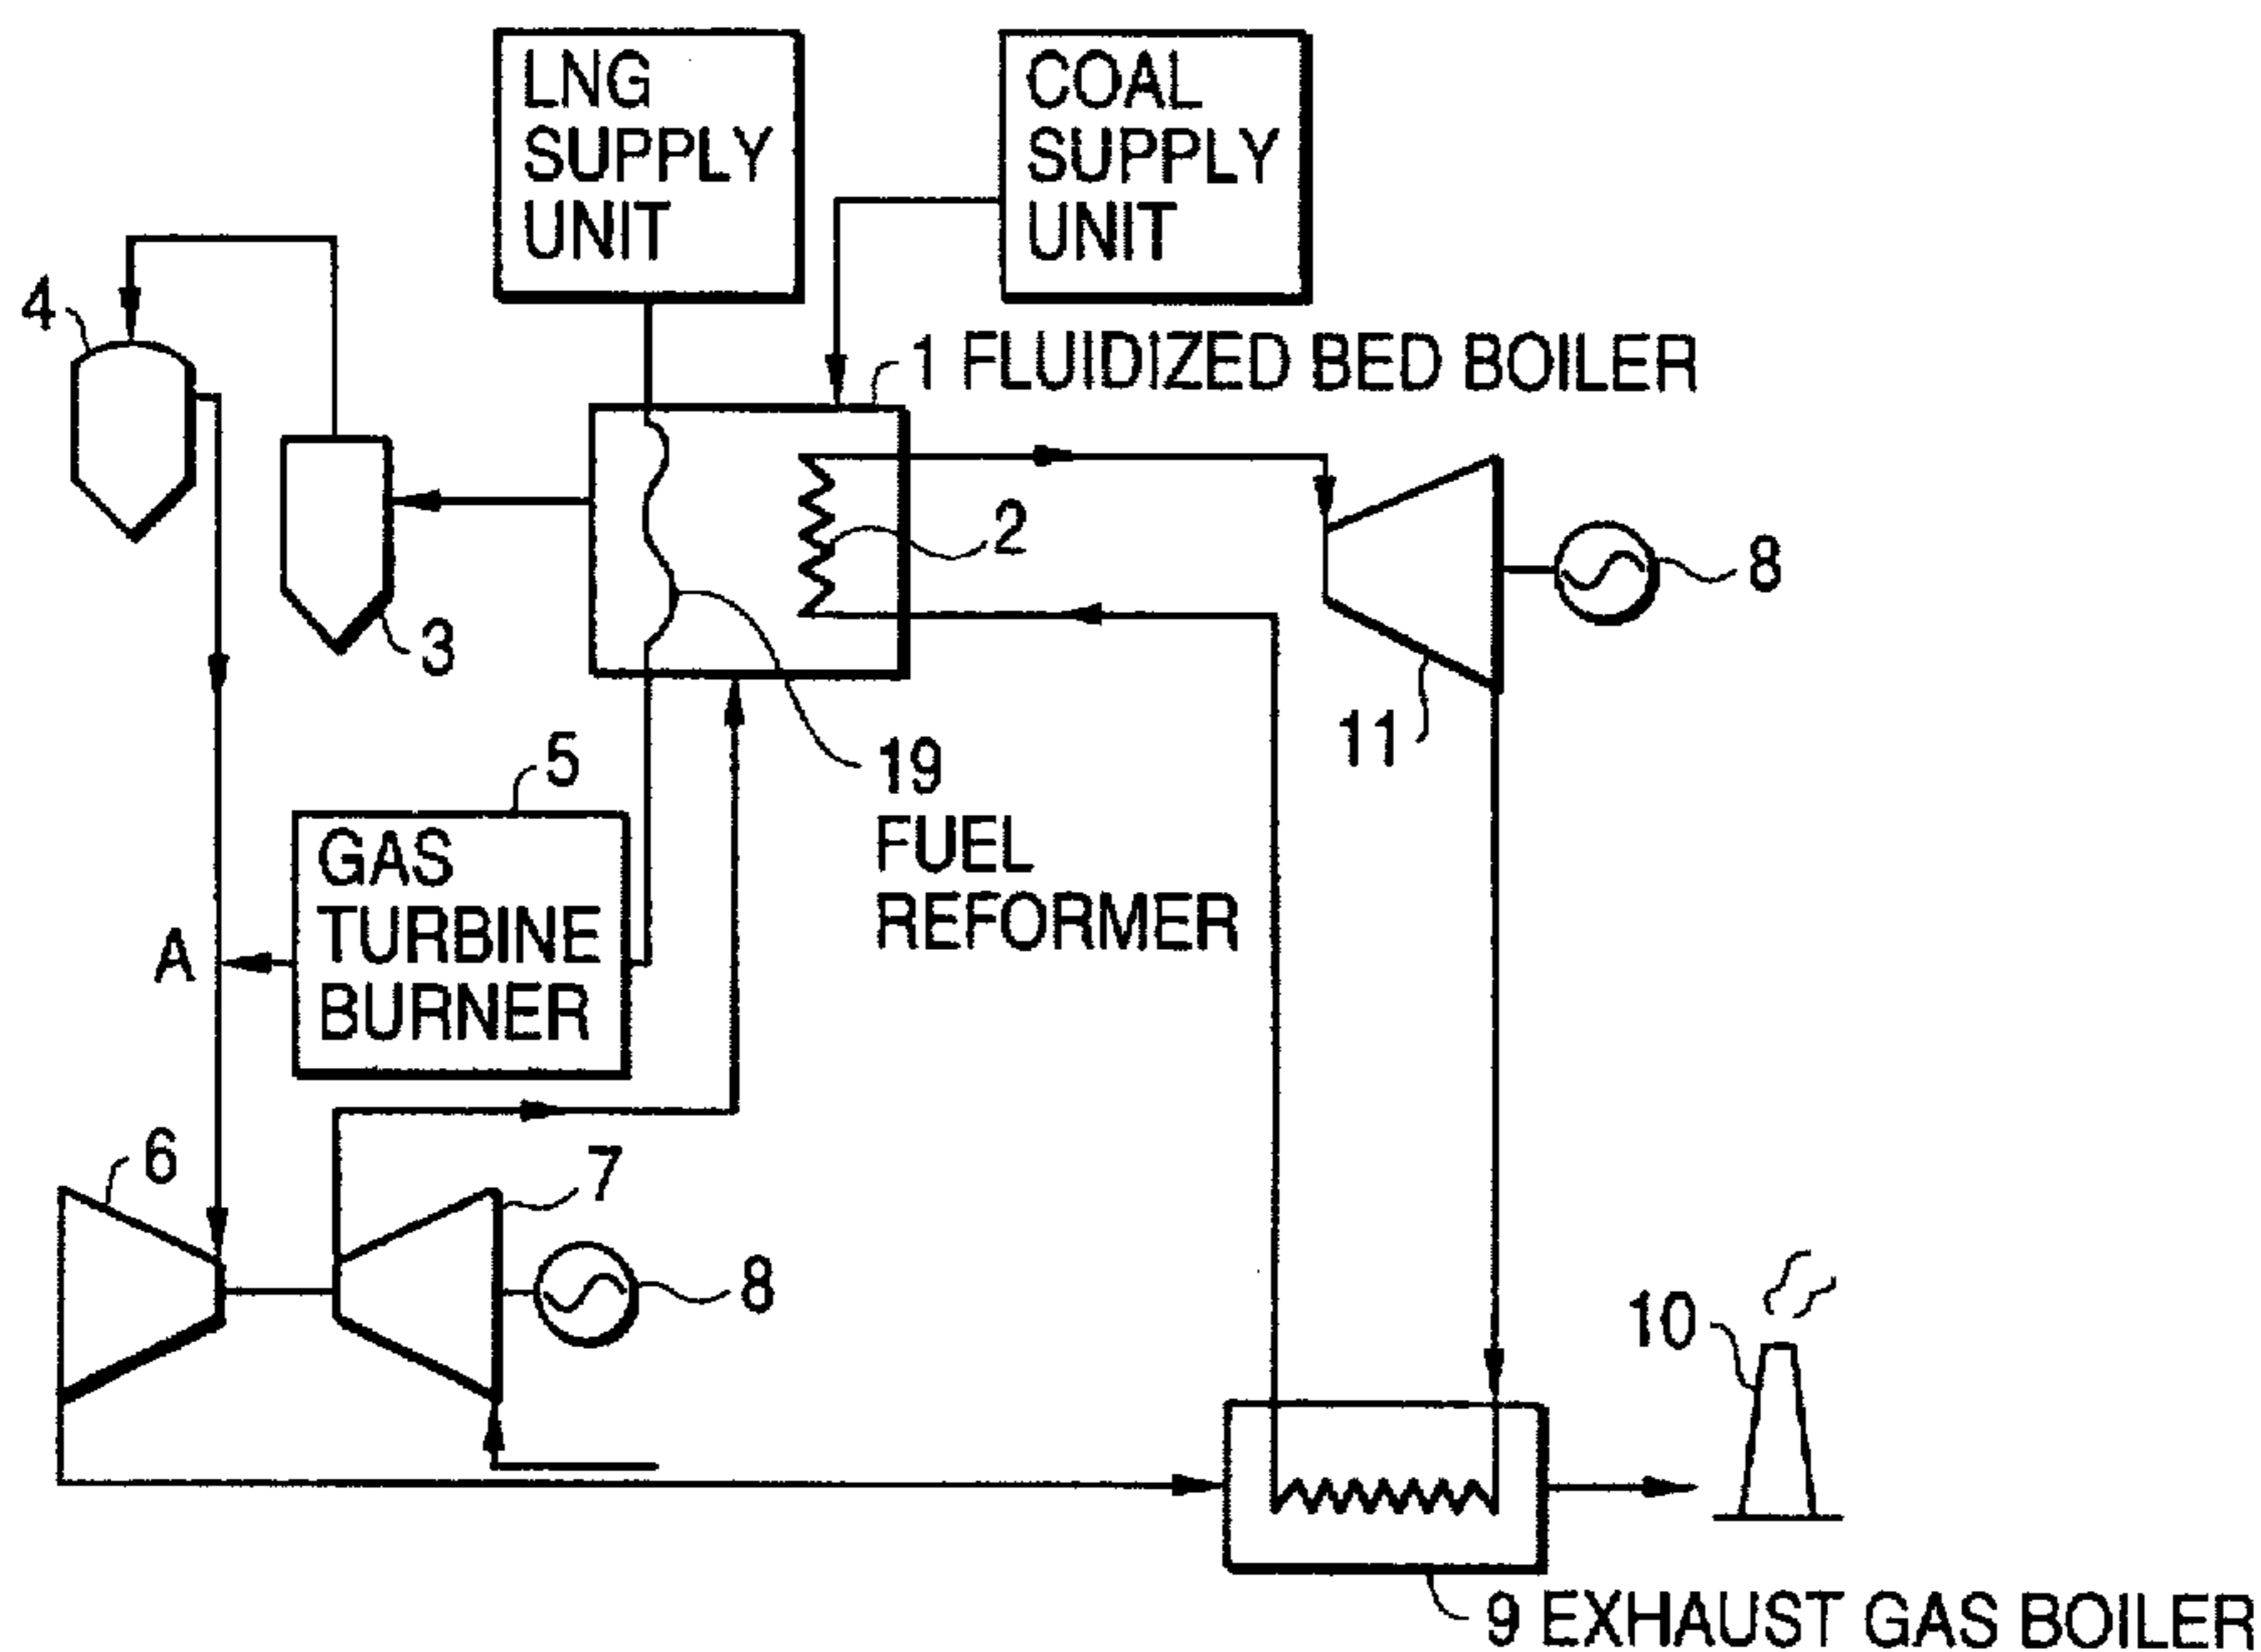 LNG
SUPPLY
UNIT
COAL
SUPPLY
UNIT
4
1 FLUIDIZED BED BOILER
2
8
3
11
5
19
FUEL
REFORMER
GAS
TURBINE
BURNER
A
6
7
8
10
9 EXHAUST GAS BOILER